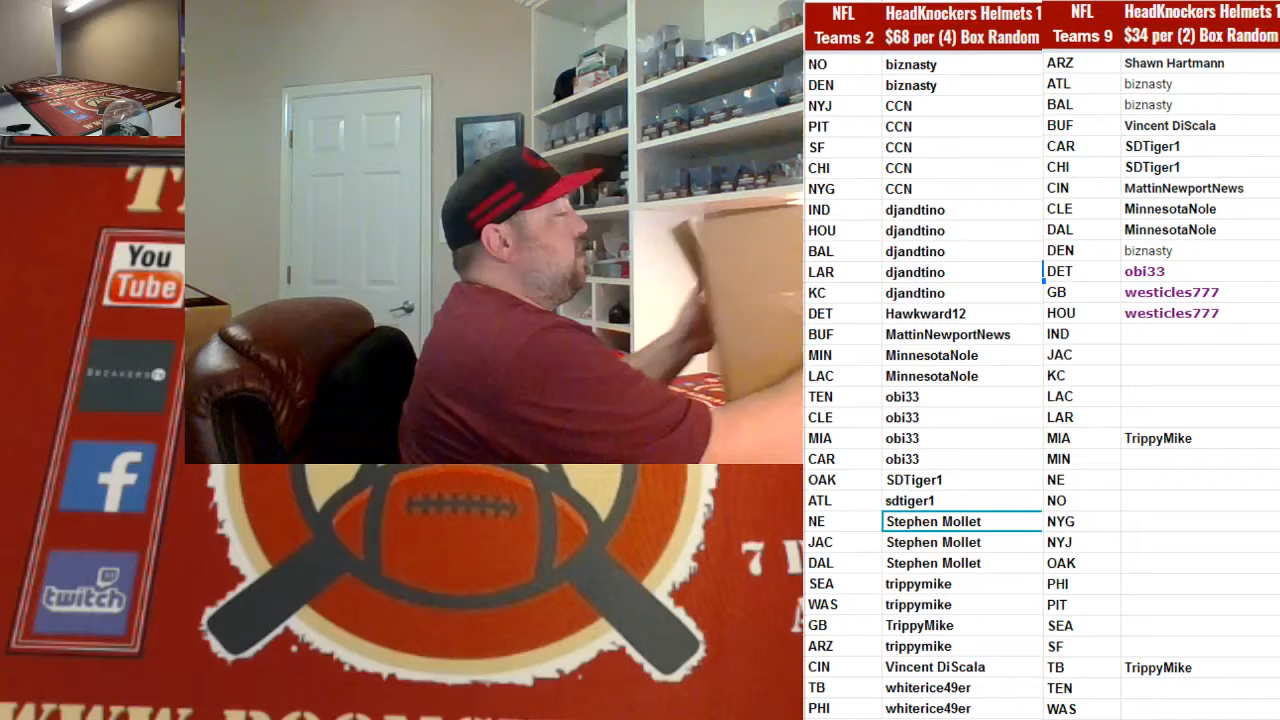 You
Tube
BREAKERS
f
twitch
7
NFL HeadKnockers Helmets 1
Teams 2 $68 per (4) Box Random
NO biznasty
DEN biznasty
NYJ CCN
PIT CCN
SF CCN
CHI CCN
NYG CCN
IND djandtino
HOU djandtino
BAL djandtino
LAR djandtino
KC djandtino
DET Hawkward12
BUF MattinNewportNews
MIN MinnesotaNole
LAC MinnesotaNole
TEN obi33
CLE obi33
MIA obi33
CAR obi33
OAK SDTiger1
ATL sdtiger1
NE Stephen Mollet
JAC Stephen Mollet
DAL Stephen Mollet
SEA trippymike
WAS trippymike
GB TrippyMike
ARZ trippymike
CIN Vincent DiScala
TB whiterice49er
PHI whiterice49er
NFL HeadKnockers Helmets 1
Teams 9 $34 per (2) Box Random
ARZ Shawn Hartmann
ATL biznasty
BAL biznasty
BUF Vincent DiScala
CAR SDTiger1
CHI SDTiger1
CIN MattinNewportNews
CLE MinnesotaNole
DAL MinnesotaNole
DEN biznasty
DET obi33
GB westicles777
HOU westicles777
IND
JAC
KC
LAC
LAR
MIA TrippyMike
MIN
NE
NO
NYG
NYJ
OAK
PHI
PIT
SEA
SF
TB TrippyMike
TEN
WAS